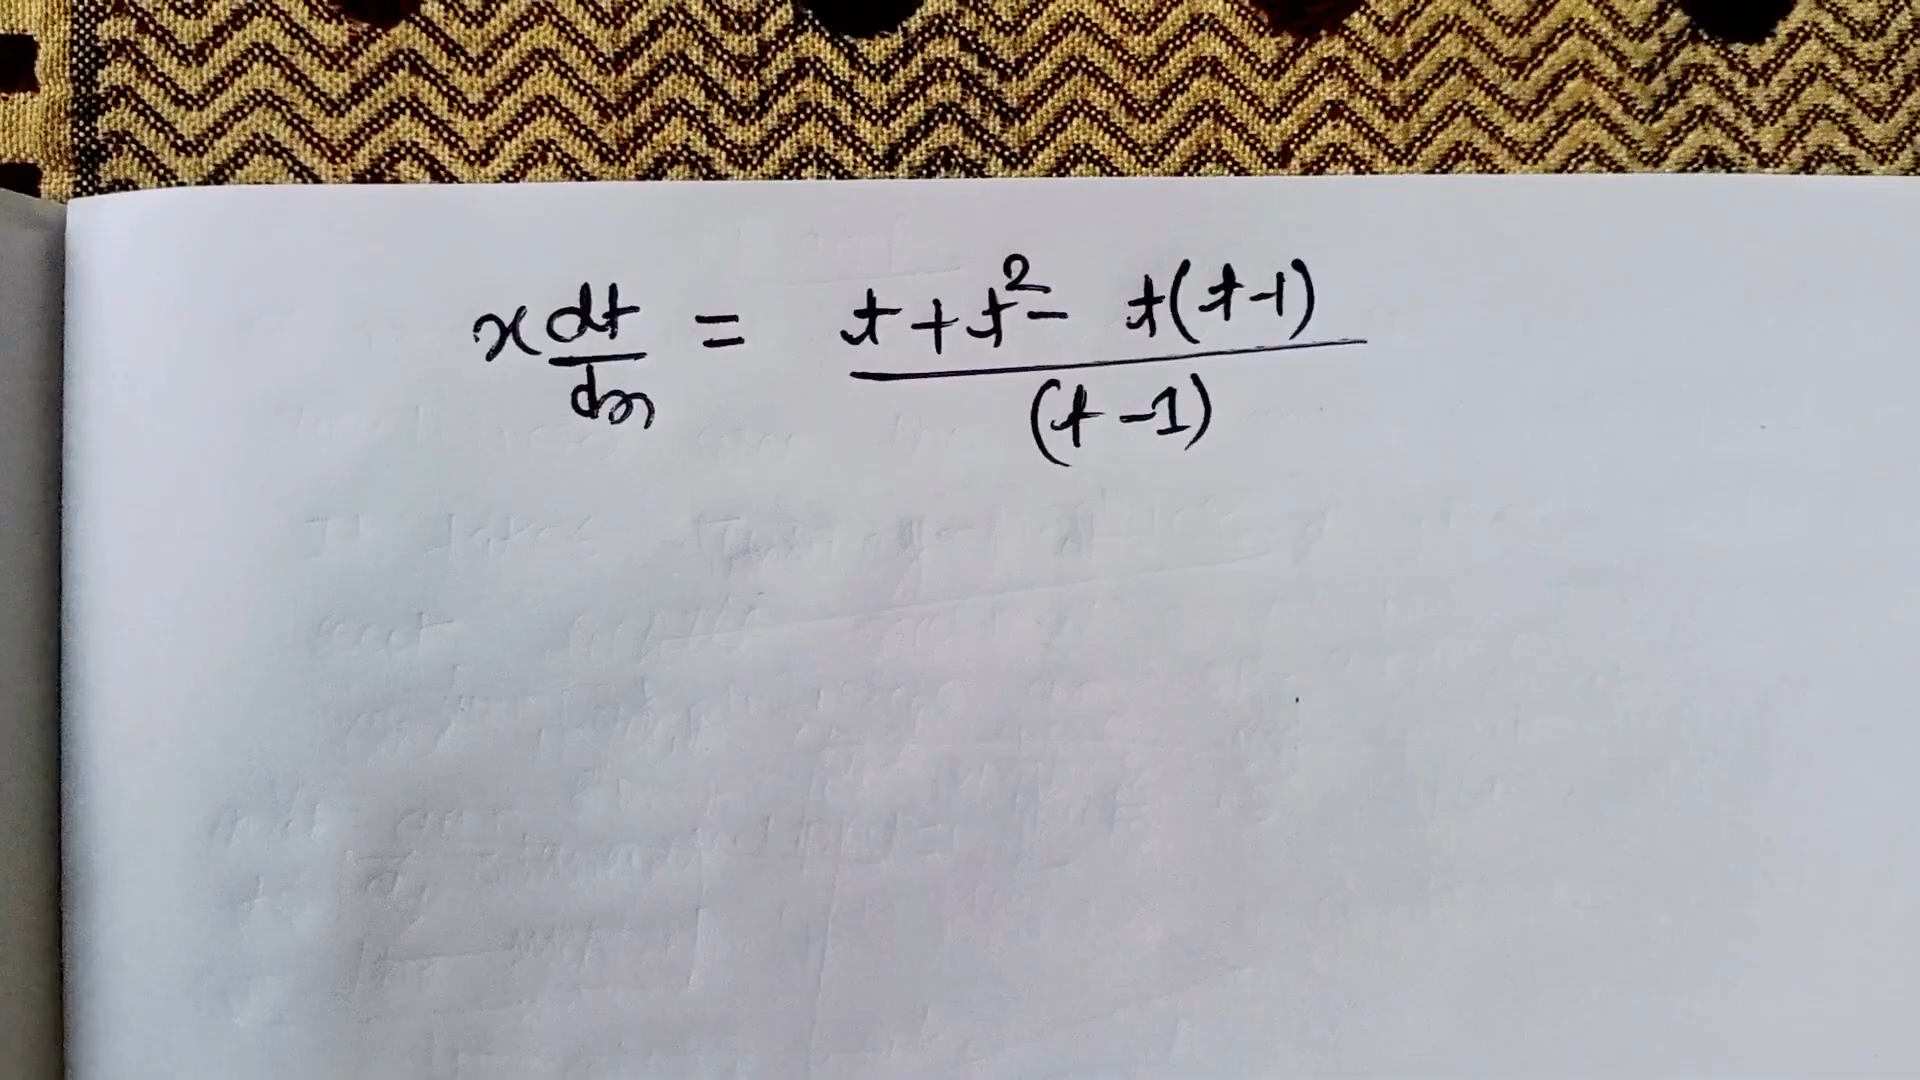 x dt/dx = (t + t² - t(t-1)) / (t-1)